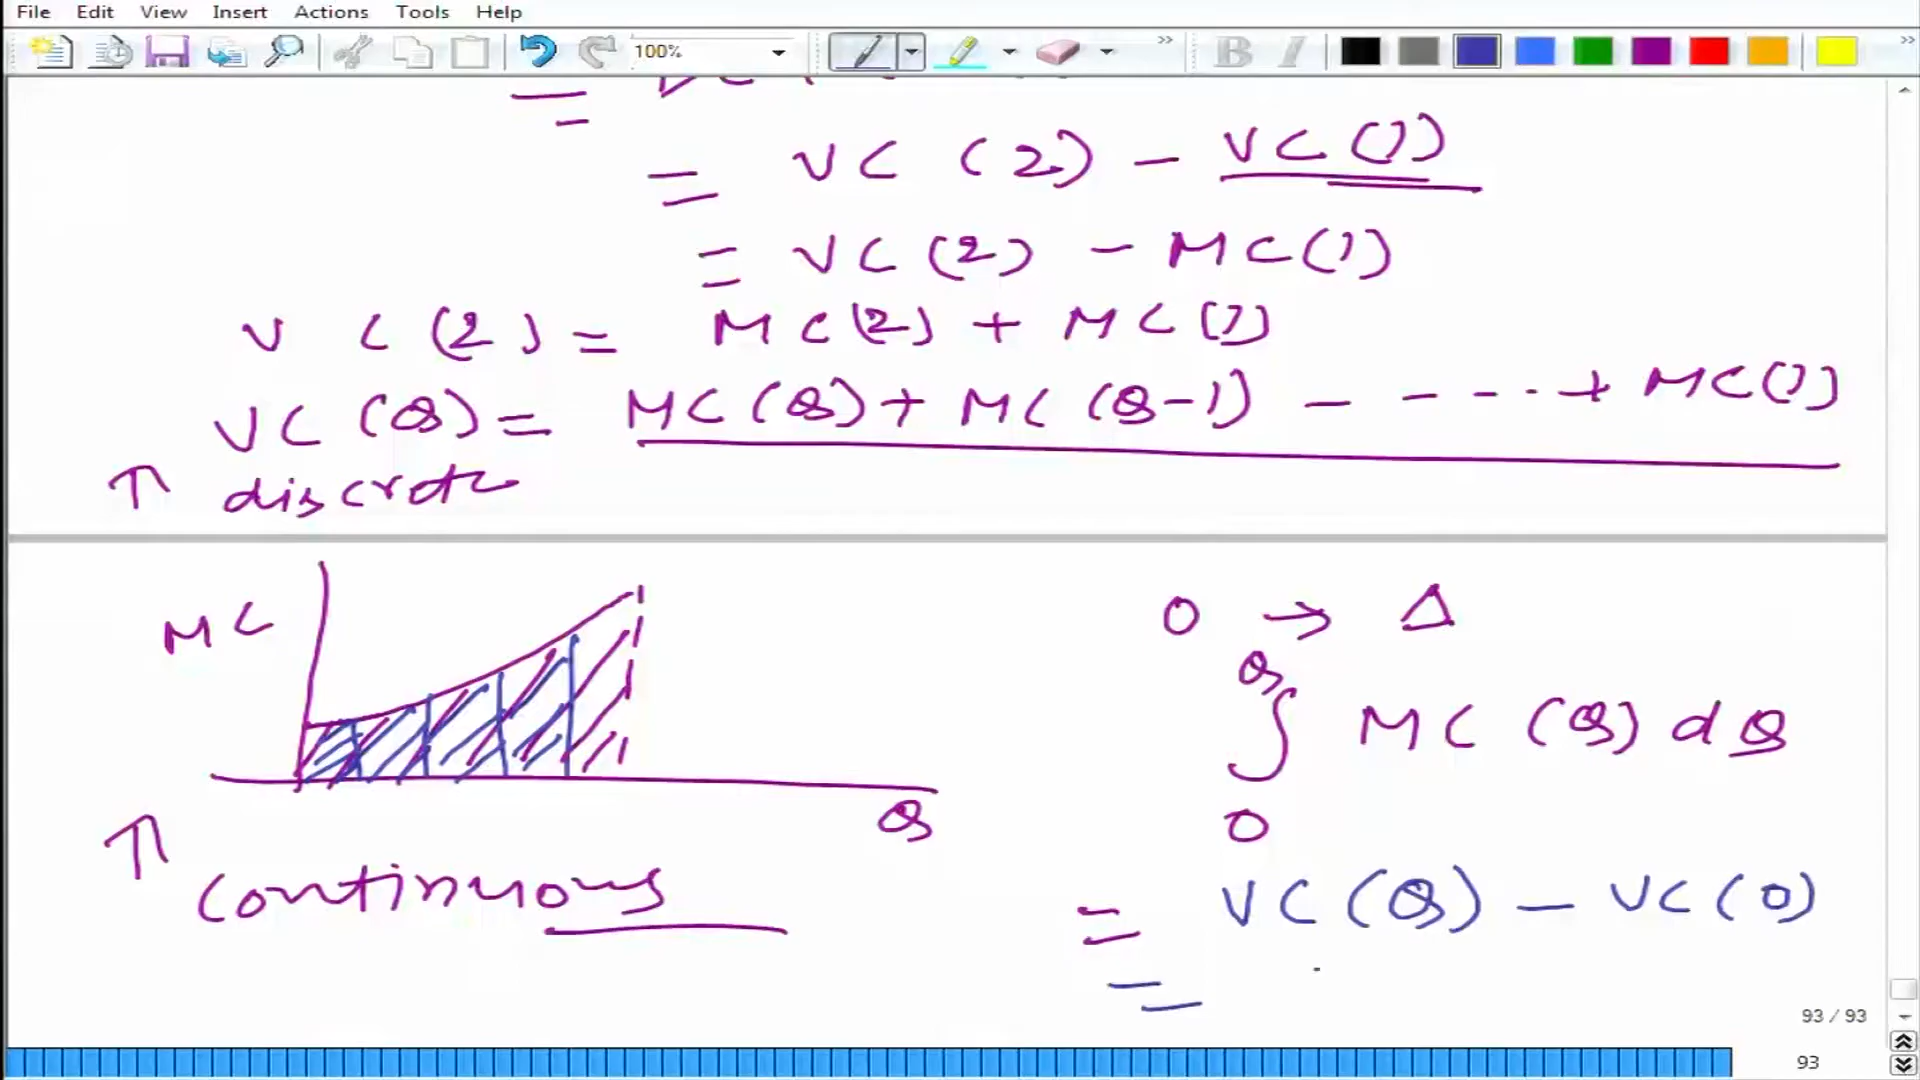 File Edit View Insert Actions Tools Help
100%
= VC (2) - VC(1)
= VC (2) - MC(1)
VC (2) = MC(2) + MC(1)
VC (Q) = MC (Q) + MC (Q-1) - - - - . . + MC(1)
↑ discrete
MC
Q
↑
continuous
0 → Δ
Q
∫ MC (Q) dQ
0
= VC (Q) - VC (0)
=
93 / 93
93